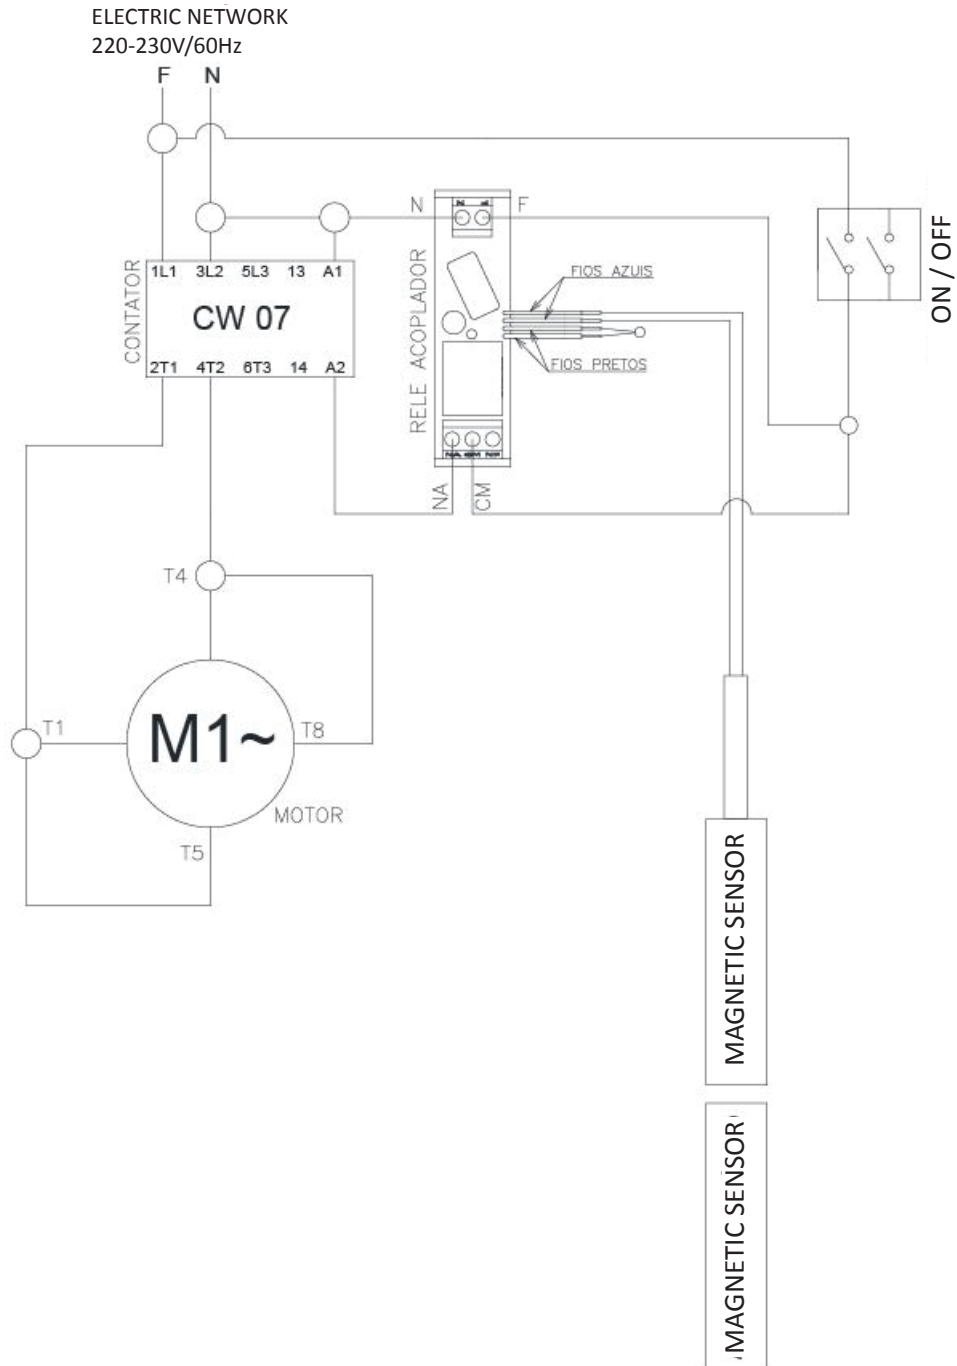 ELECTRIC NETWORK
220-230V/60Hz
F N
N F
CONTATOR
1L1 3L2 5L3 13 A1
CW 07
2T1 4T2 6T3 14 A2
RELE ACOPLADOR
FIOS AZUIS
FIOS PRETOS
ON / OFF
NA
CM
T4
T1
M1~
T8
MOTOR
T5
MAGNETIC SENSOR
MAGNETIC SENSOR